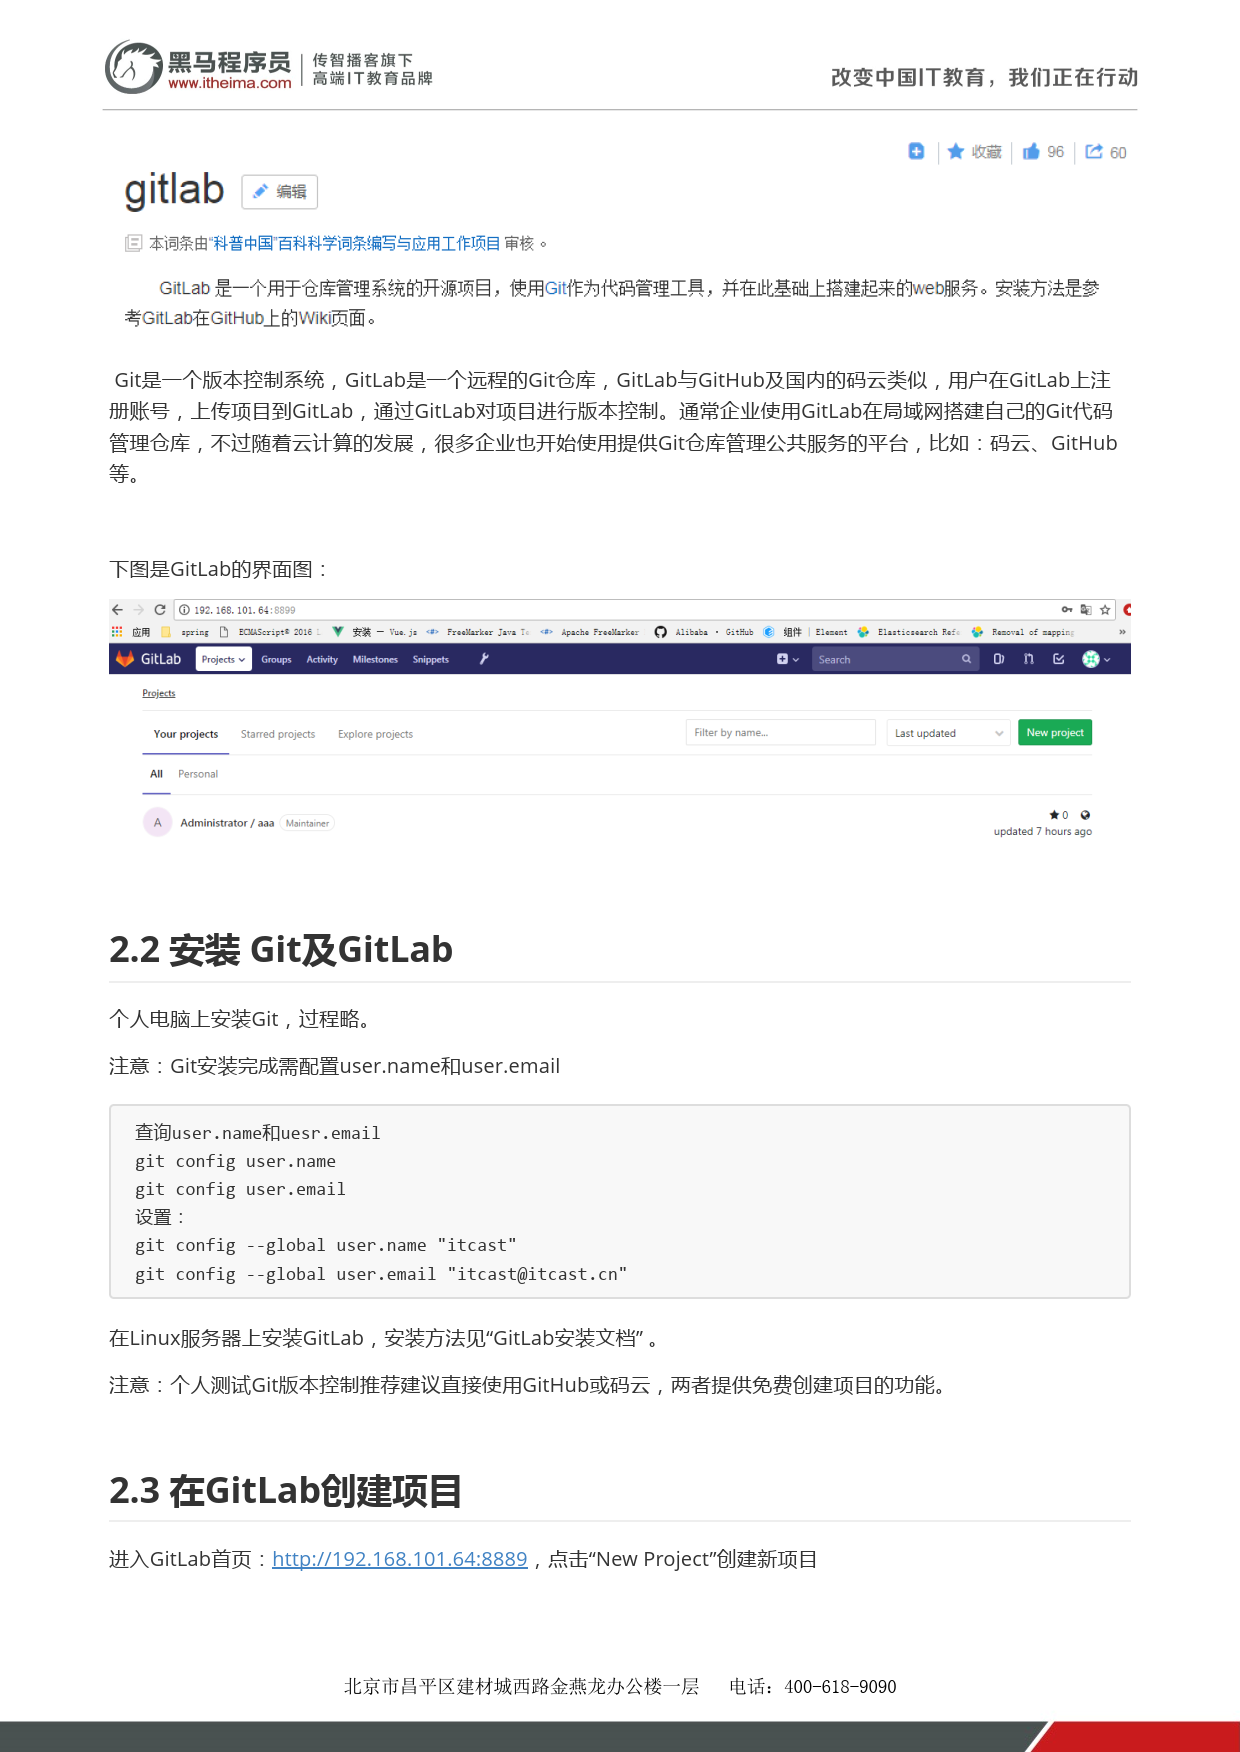 黑马程序员
www.itheima.com
传智播客旗下
高端IT教育品牌
改变中国IT教育，我们正在行动
收藏 96 60
gitlab 编辑
本词条由“科普中国”百科科学词条编写与应用工作项目 审核 。
GitLab 是一个用于仓库管理系统的开源项目，使用Git作为代码管理工具，并在此基础上搭建起来的web服务。安装方法是参
考GitLab在GitHub上的Wiki页面。
Git是一个版本控制系统，GitLab是一个远程的Git仓库，GitLab与GitHub及国内的码云类似，用户在GitLab上注
册账号，上传项目到GitLab，通过GitLab对项目进行版本控制。通常企业使用GitLab在局域网搭建自己的Git代码
管理仓库，不过随着云计算的发展，很多企业也开始使用提供Git仓库管理公共服务的平台，比如：码云、GitHub
等。
下图是GitLab的界面图：
192.168.101.64:8899
应用 spring ECMAScript® 2016 L 安装 — Vue.js FreeMarker Java Te Apache FreeMarker Alibaba · GitHub 组件 | Element Elasticsearch Refe Removal of mapping »
GitLab Projects Groups Activity Milestones Snippets Search
Projects
Your projects Starred projects Explore projects Filter by name... Last updated New project
All Personal
A Administrator / aaa Maintainer 0
updated 7 hours ago
2.2 安装 Git及GitLab
个人电脑上安装Git，过程略。
注意：Git安装完成需配置user.name和user.email
查询user.name和uesr.email
git config user.name
git config user.email
设置：
git config --global user.name "itcast"
git config --global user.email "itcast@itcast.cn"
在Linux服务器上安装GitLab，安装方法见“GitLab安装文档” 。
注意：个人测试Git版本控制推荐建议直接使用GitHub或码云，两者提供免费创建项目的功能。
2.3 在GitLab创建项目
进入GitLab首页：http://192.168.101.64:8889，点击“New Project”创建新项目
北京市昌平区建材城西路金燕龙办公楼一层 电话：400-618-9090